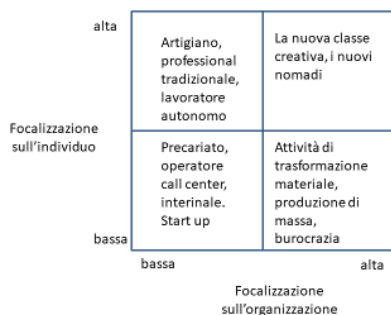 alta
Artigiano,
professional
tradizionale,
lavoratore
autonomo
La nuova classe
creativa, i nuovi
nomadi
Focalizzazione
sull'individuo
Precariato,
operatore
call center,
interinale.
Start up
Attività di
trasformazione
materiale,
produzione di
massa,
burocrazia
bassa
bassa
alta
Focalizzazione
sull'organizzazione